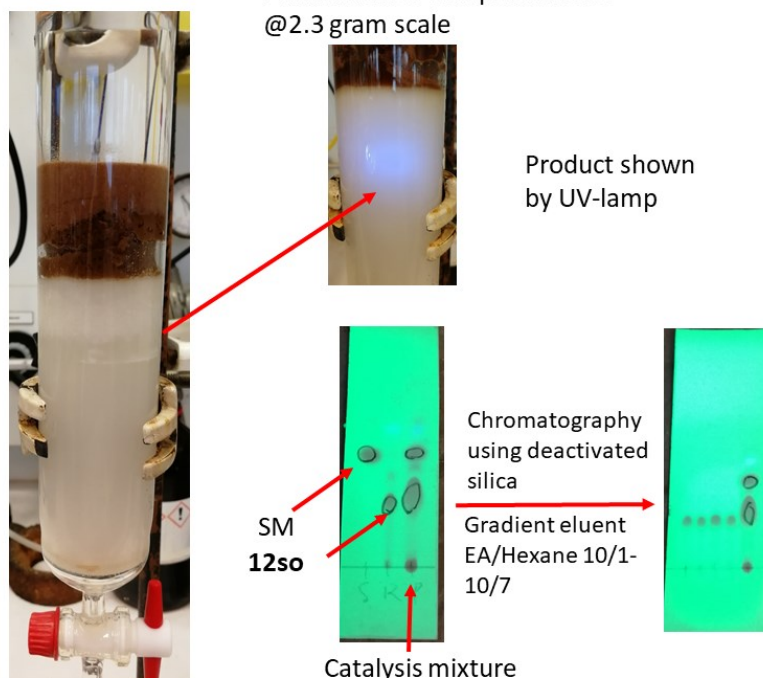 @2.3 gram scale
Product shown
by UV-lamp
SM
12so
Chromatography
using deactivated
silica
Gradient eluent
EA/Hexane 10/1-
10/7
S
Catalysis mixture